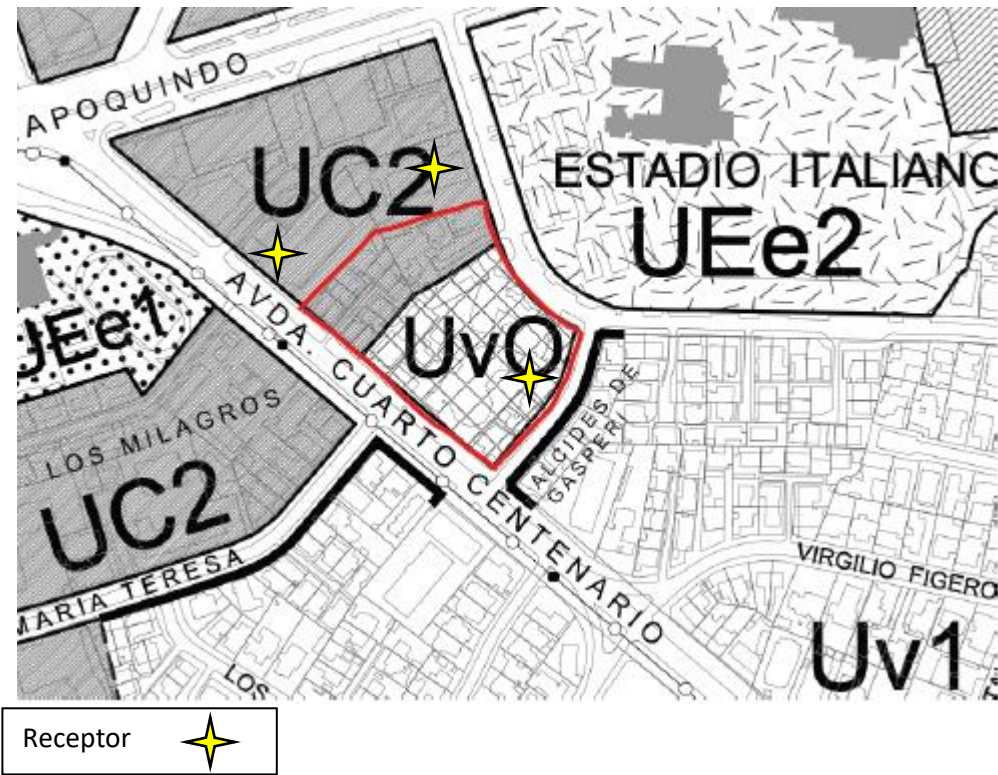 APOQUINDO
UC2
ESTADIO ITALIANO
UEe2
UEe1
AVDA. CUARTO CENTENARIO
UvO
ALCIDES DE
GASPERI
LOS MILAGROS
UC2
MARIA TERESA
VIRGILIO FIGERO
Uv1
LOS
Receptor